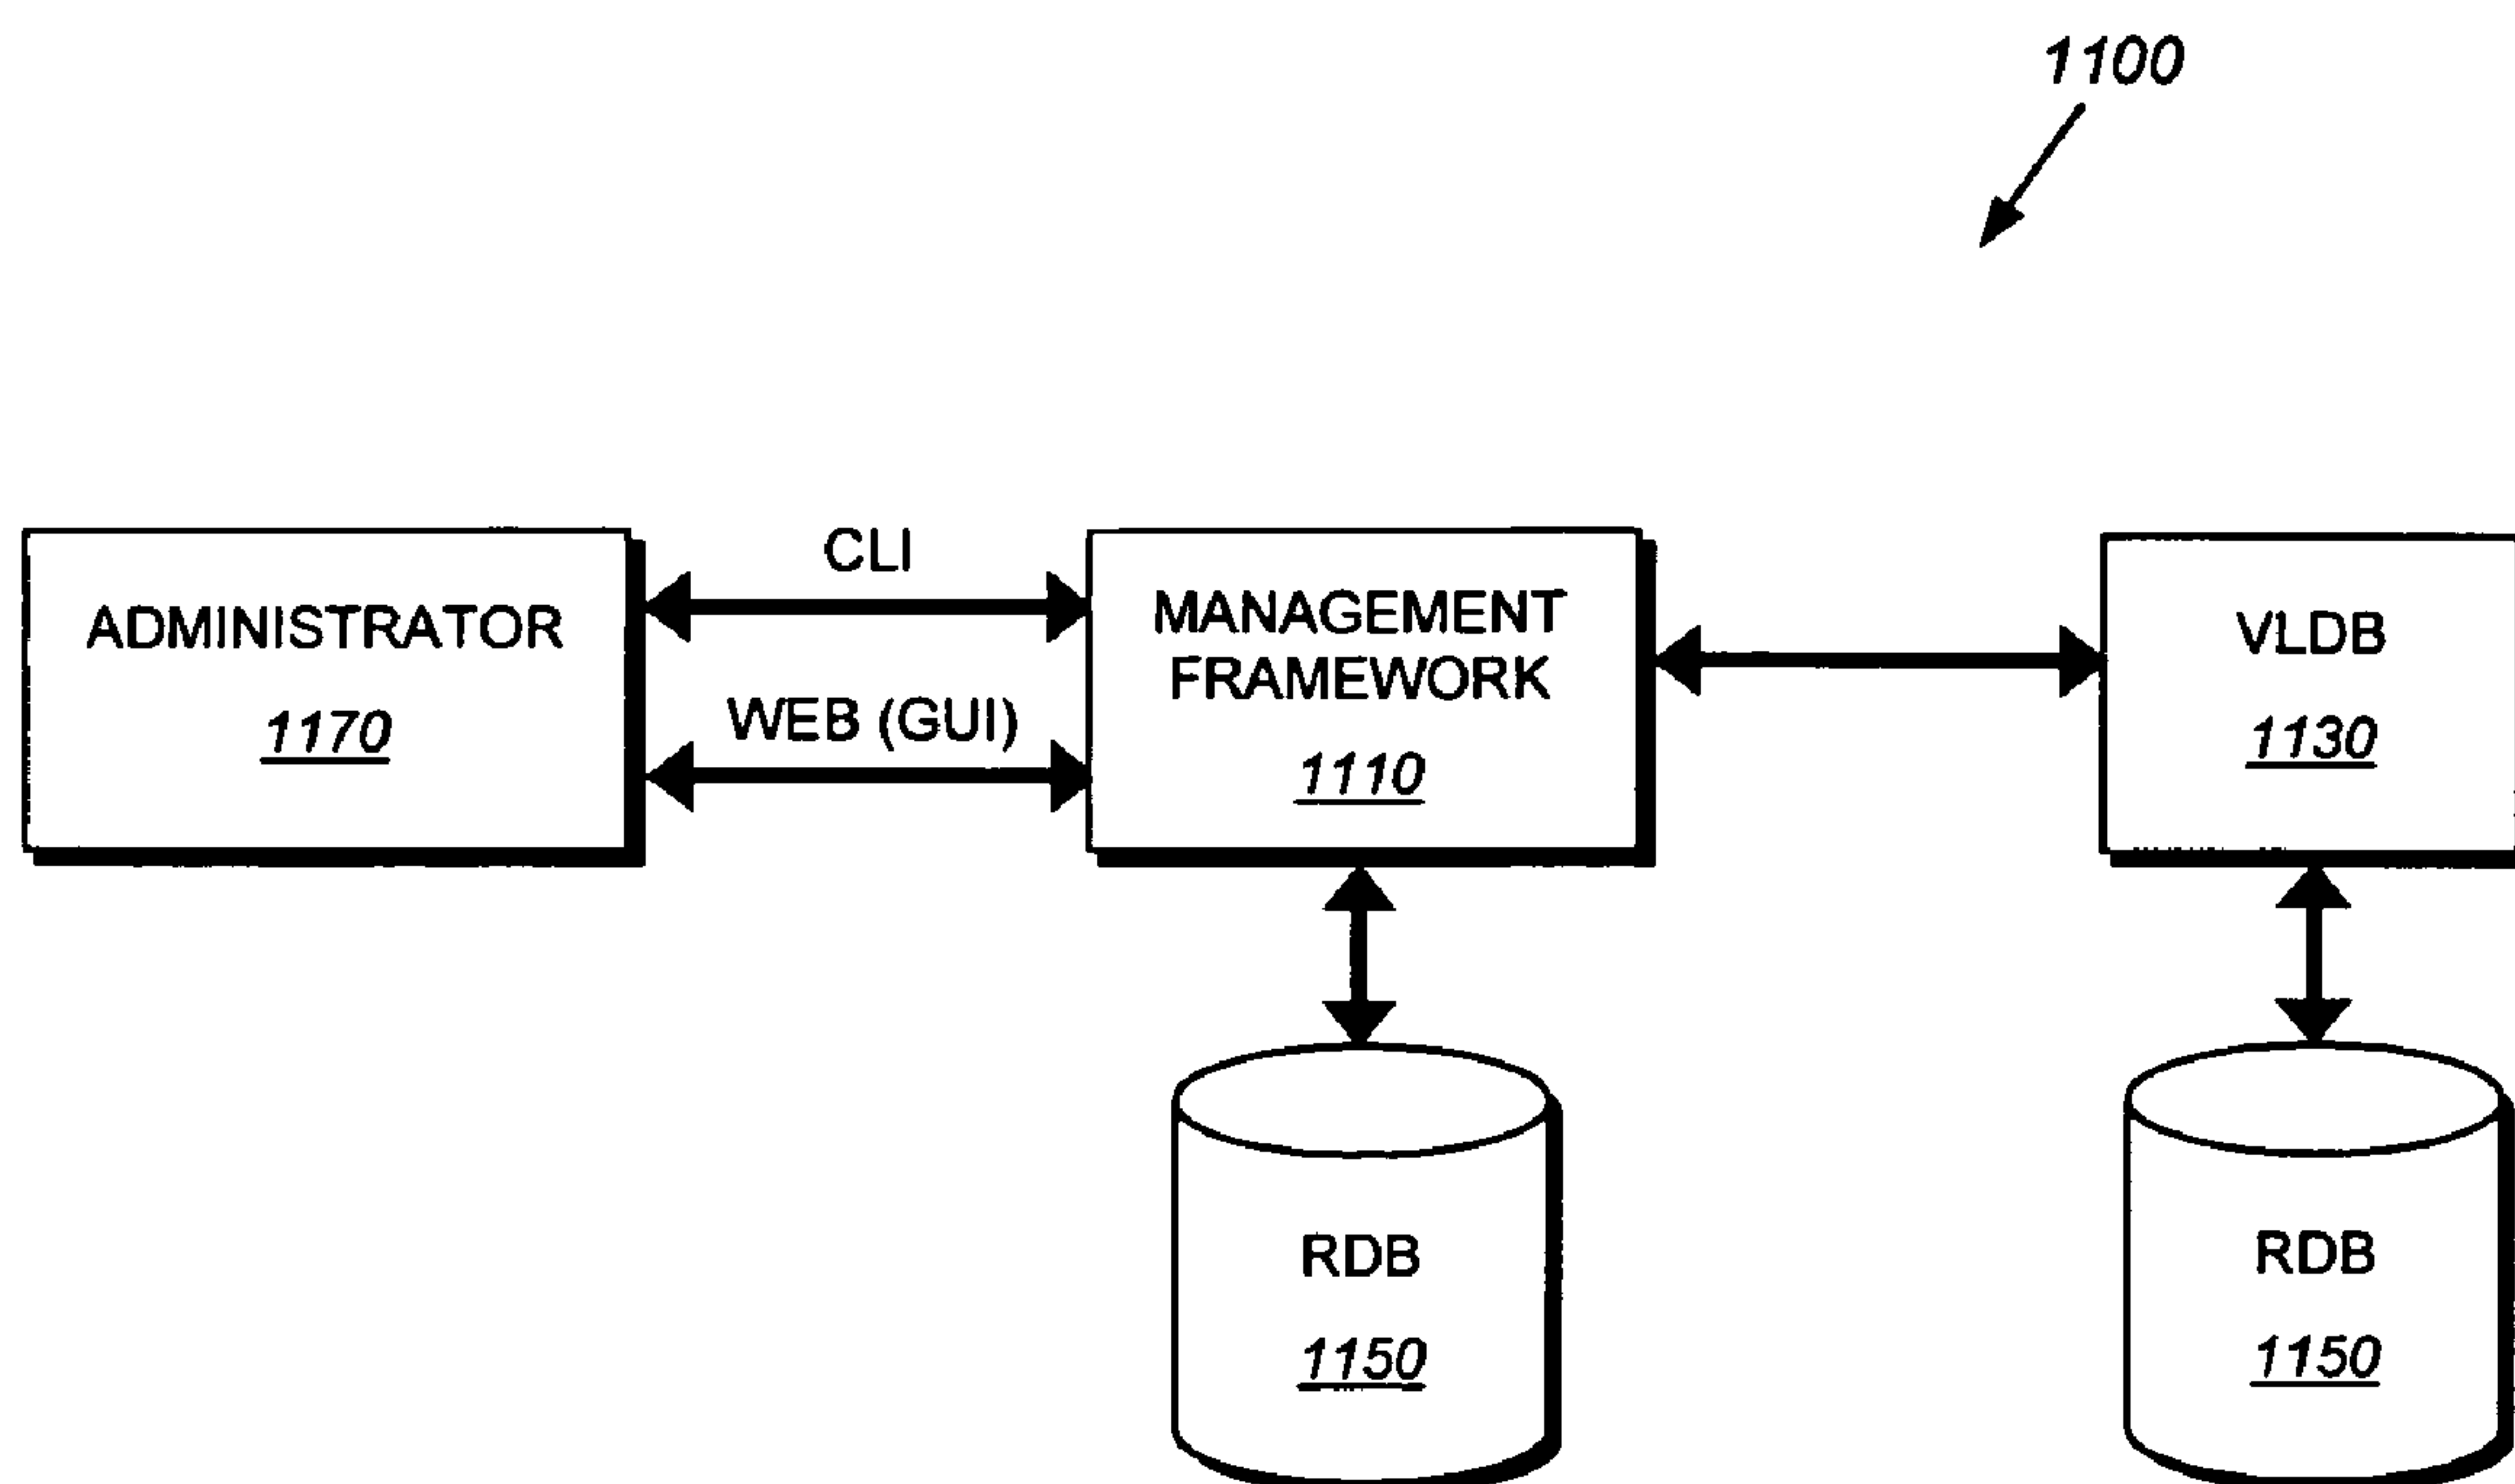 1100
ADMINISTRATOR
1170
CLI
WEB (GUI)
MANAGEMENT
FRAMEWORK
1110
VLDB
1130
RDB
1150
RDB
1150